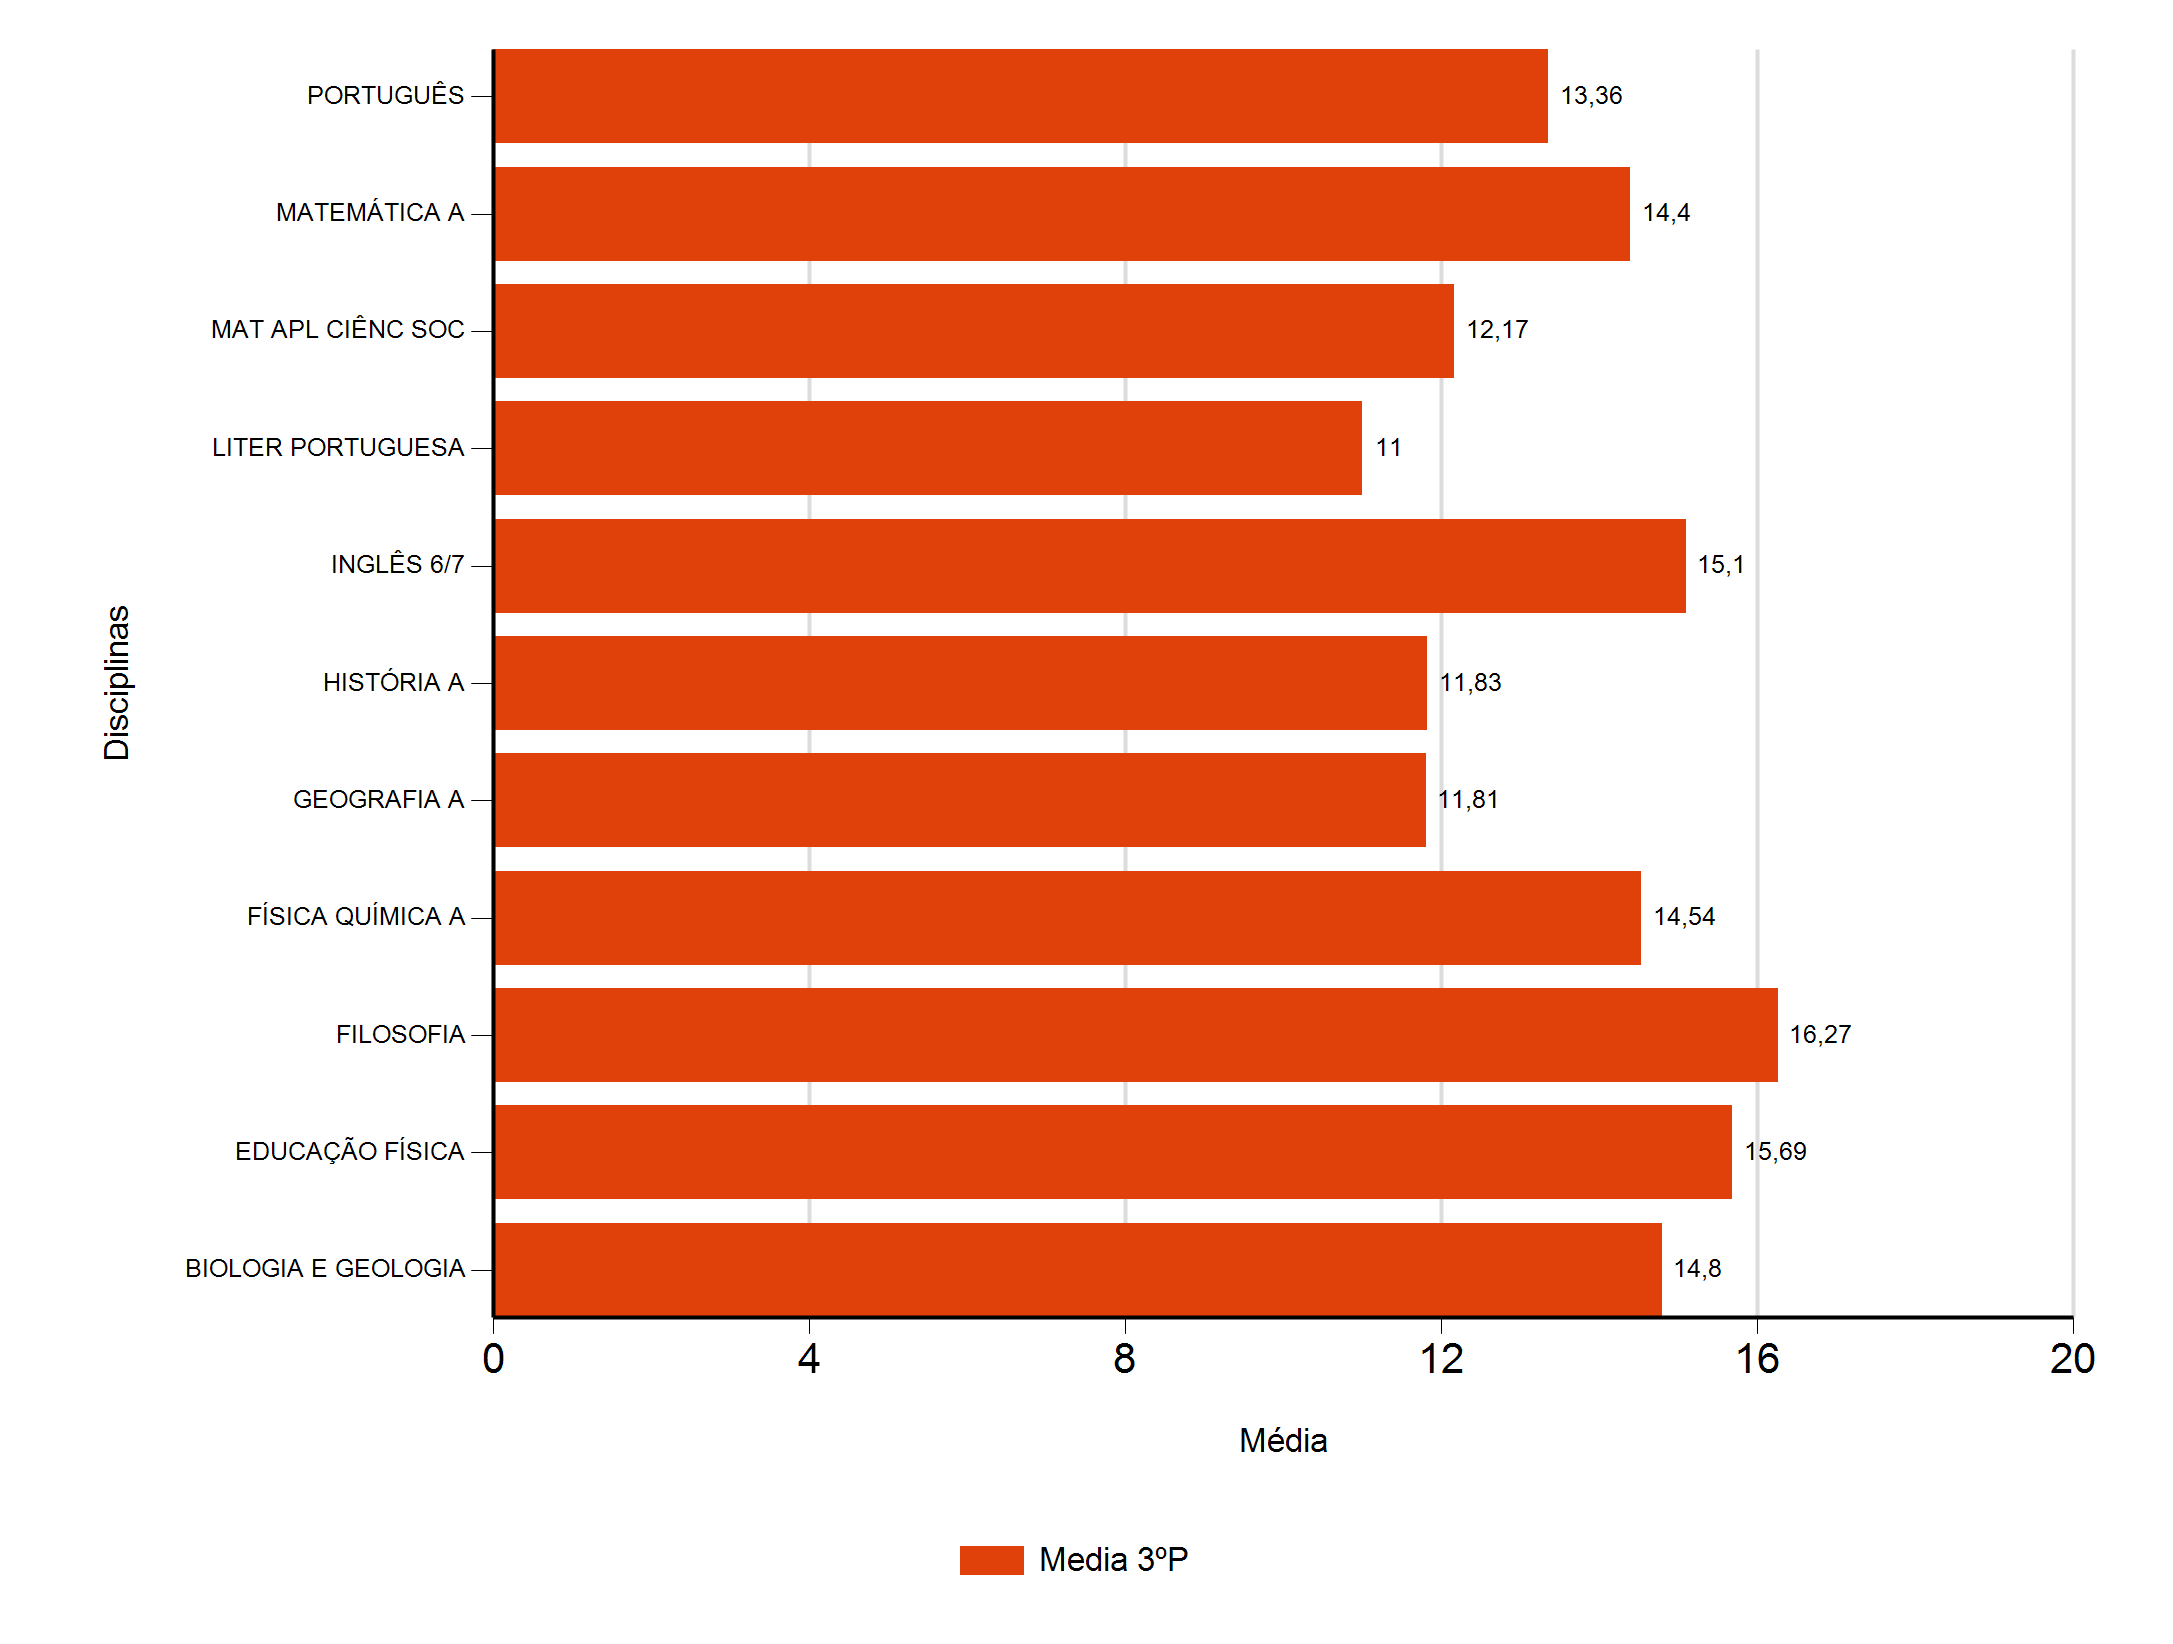 PORTUGUÊS 13,36
MATEMÁTICA A 14,4
MAT APL CIÊNC SOC 12,17
LITER PORTUGUESA 11
INGLÊS 6/7 15,1
HISTÓRIA A 11,83
GEOGRAFIA A 11,81
FÍSICA QUÍMICA A 14,54
FILOSOFIA 16,27
EDUCAÇÃO FÍSICA 15,69
BIOLOGIA E GEOLOGIA 14,8
Disciplinas
0 4 8 12 16 20
Média
Media 3ºP